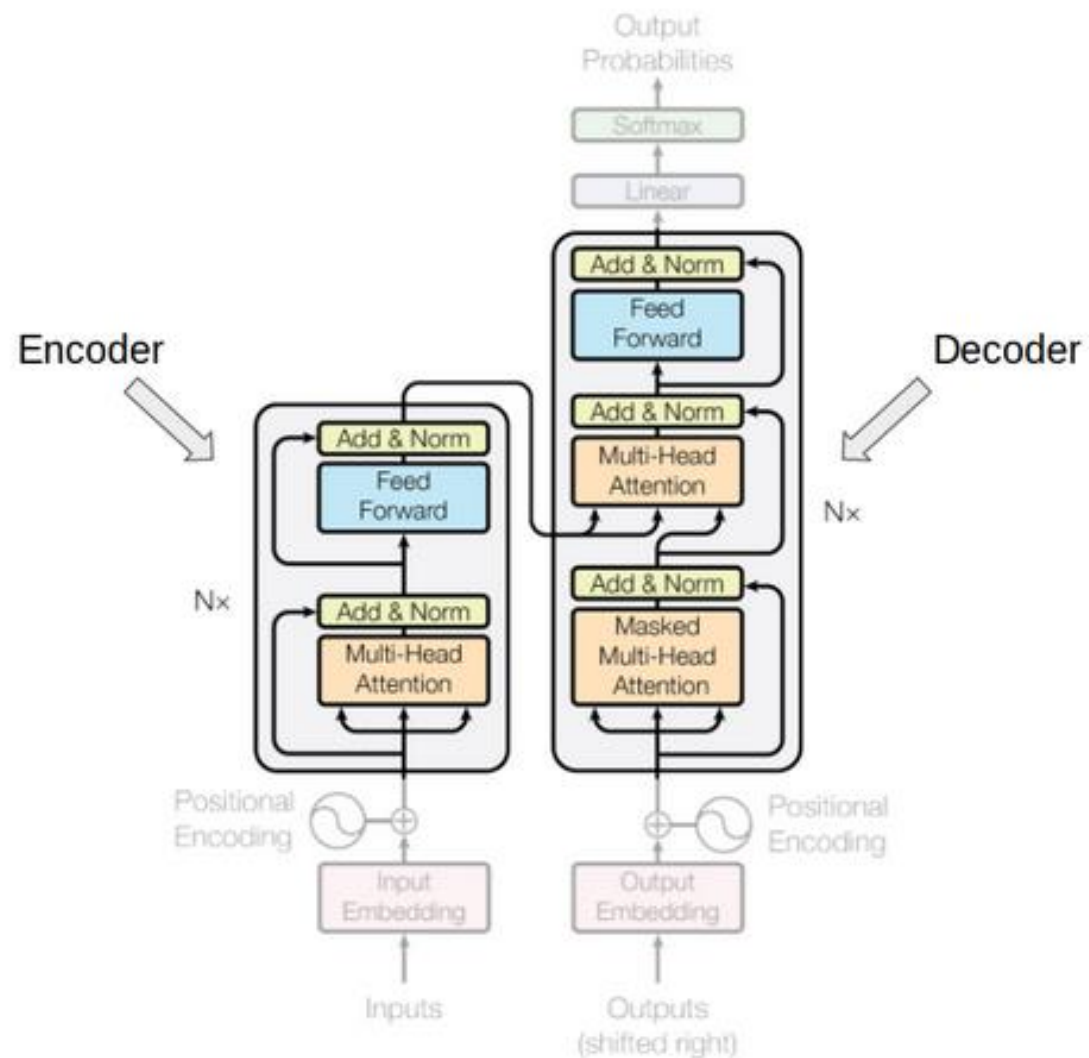 Output
Probabilities
Softmax
Linear
Add & Norm
Feed
Forward
Add & Norm
Multi-Head
Attention
Add & Norm
Masked
Multi-Head
Attention
Nx
Decoder
Encoder
Add & Norm
Feed
Forward
Add & Norm
Multi-Head
Attention
Nx
Positional
Encoding
Input
Embedding
Inputs
Positional
Encoding
Output
Embedding
Outputs
(shifted right)